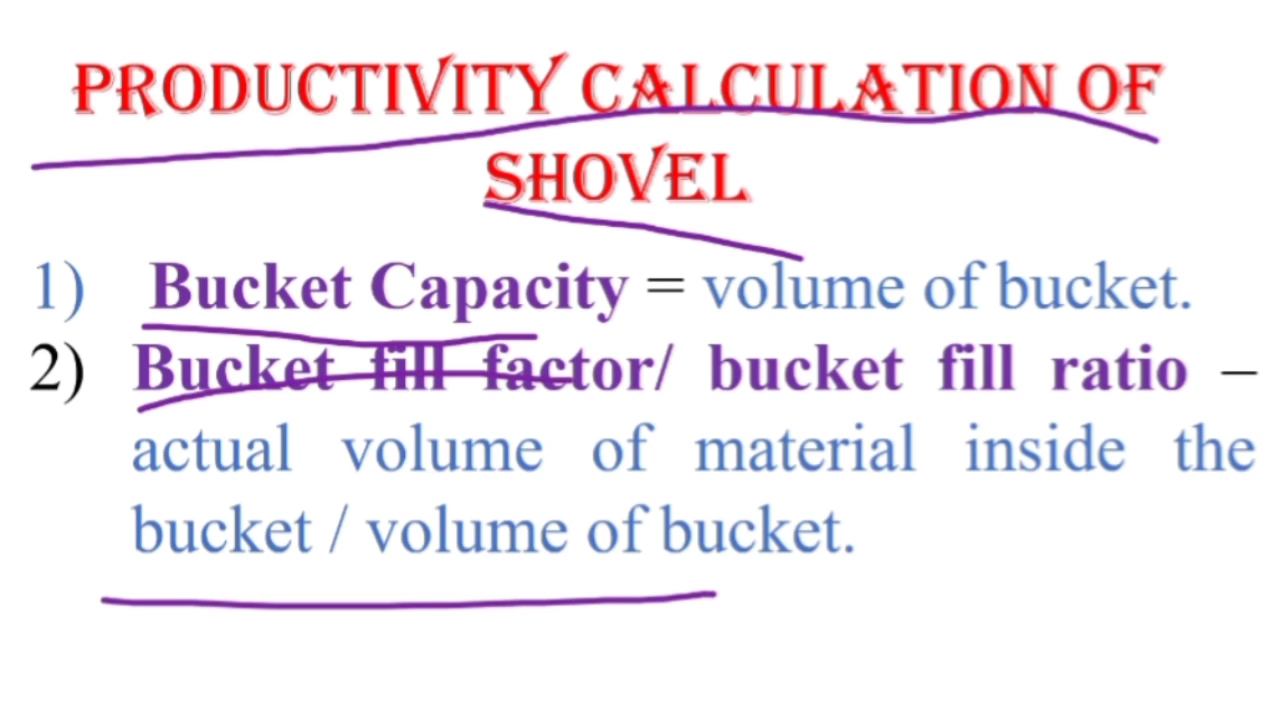 PRODUCTIVITY CALCULATION OF
SHOVEL
1) Bucket Capacity = volume of bucket.
2) Bucket fill factor/ bucket fill ratio –
actual volume of material inside the
bucket / volume of bucket.